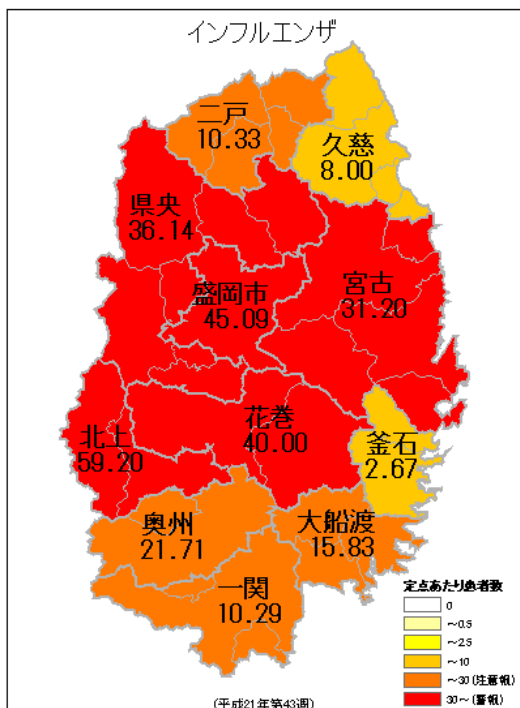 インフルエンザ
二戸
10.33
久慈
8.00
県央
36.14
盛岡市
45.09
宮古
31.20
花巻
40.00
北上
59.20
釜石
2.67
奥州
21.71
大船渡
15.83
一関
10.29
定点あたり患者数
0
～0.5
～2.5
～10
～30(注意報)
30～(警報)
(平成21年第43週)